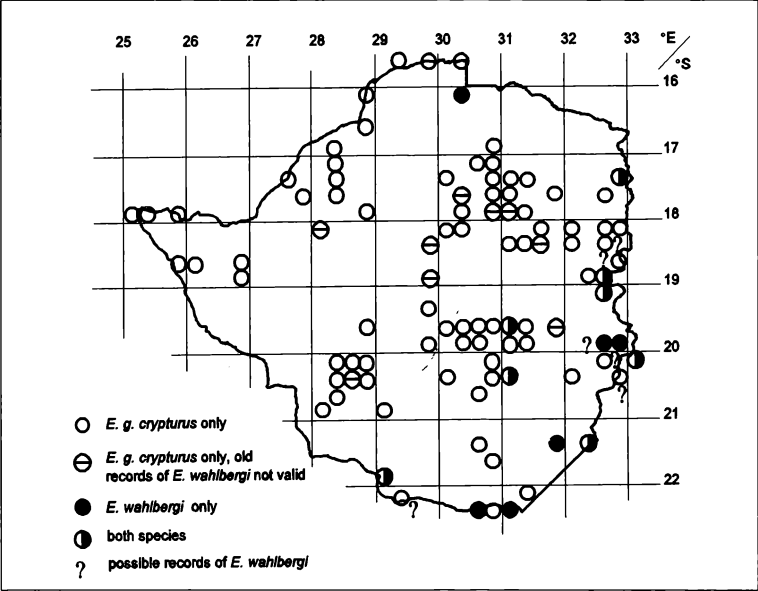 25 26 27 28 29 30 31 32 33 °E
°S
16
17
18
? ?
19
? 20
?
?
21
22
?
E. g. crypturus only
E. g. crypturus only, old
records of E. wahlbergi not valid
E. wahlbergi only
both species
? possible records of E. wahlbergi